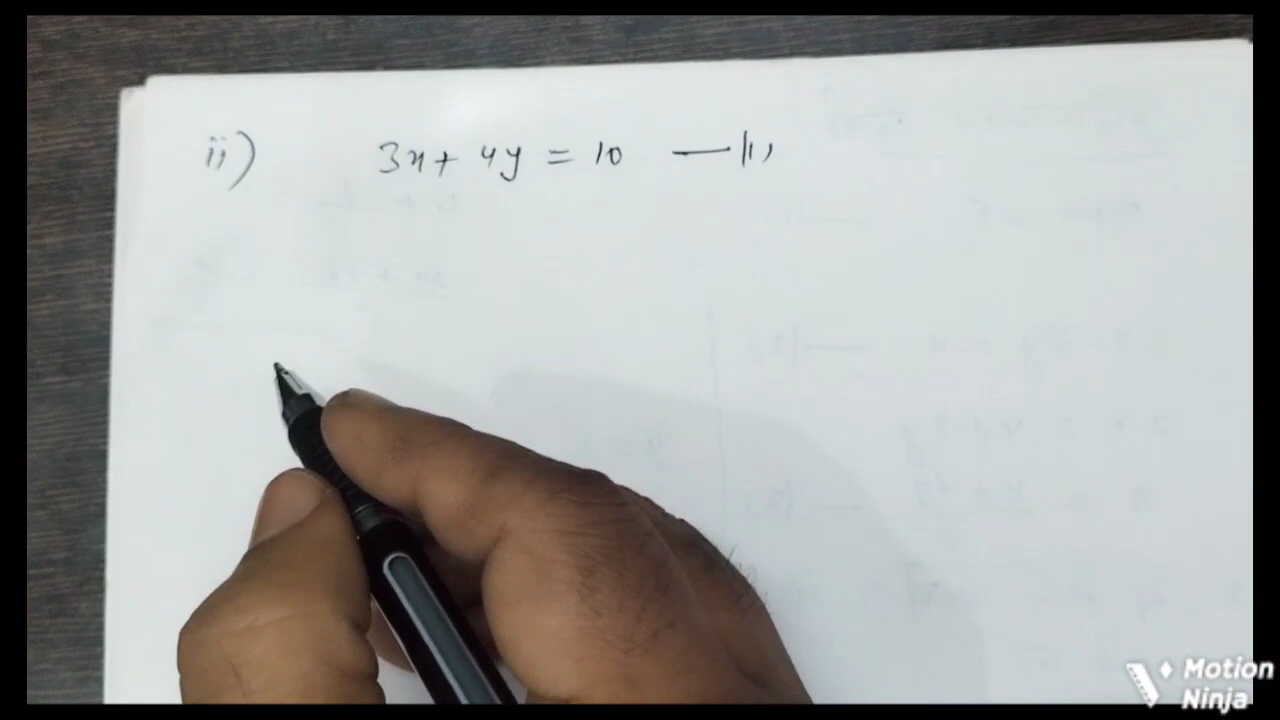 ii) 3x + 4y = 10 — (1)
Motion
Ninja